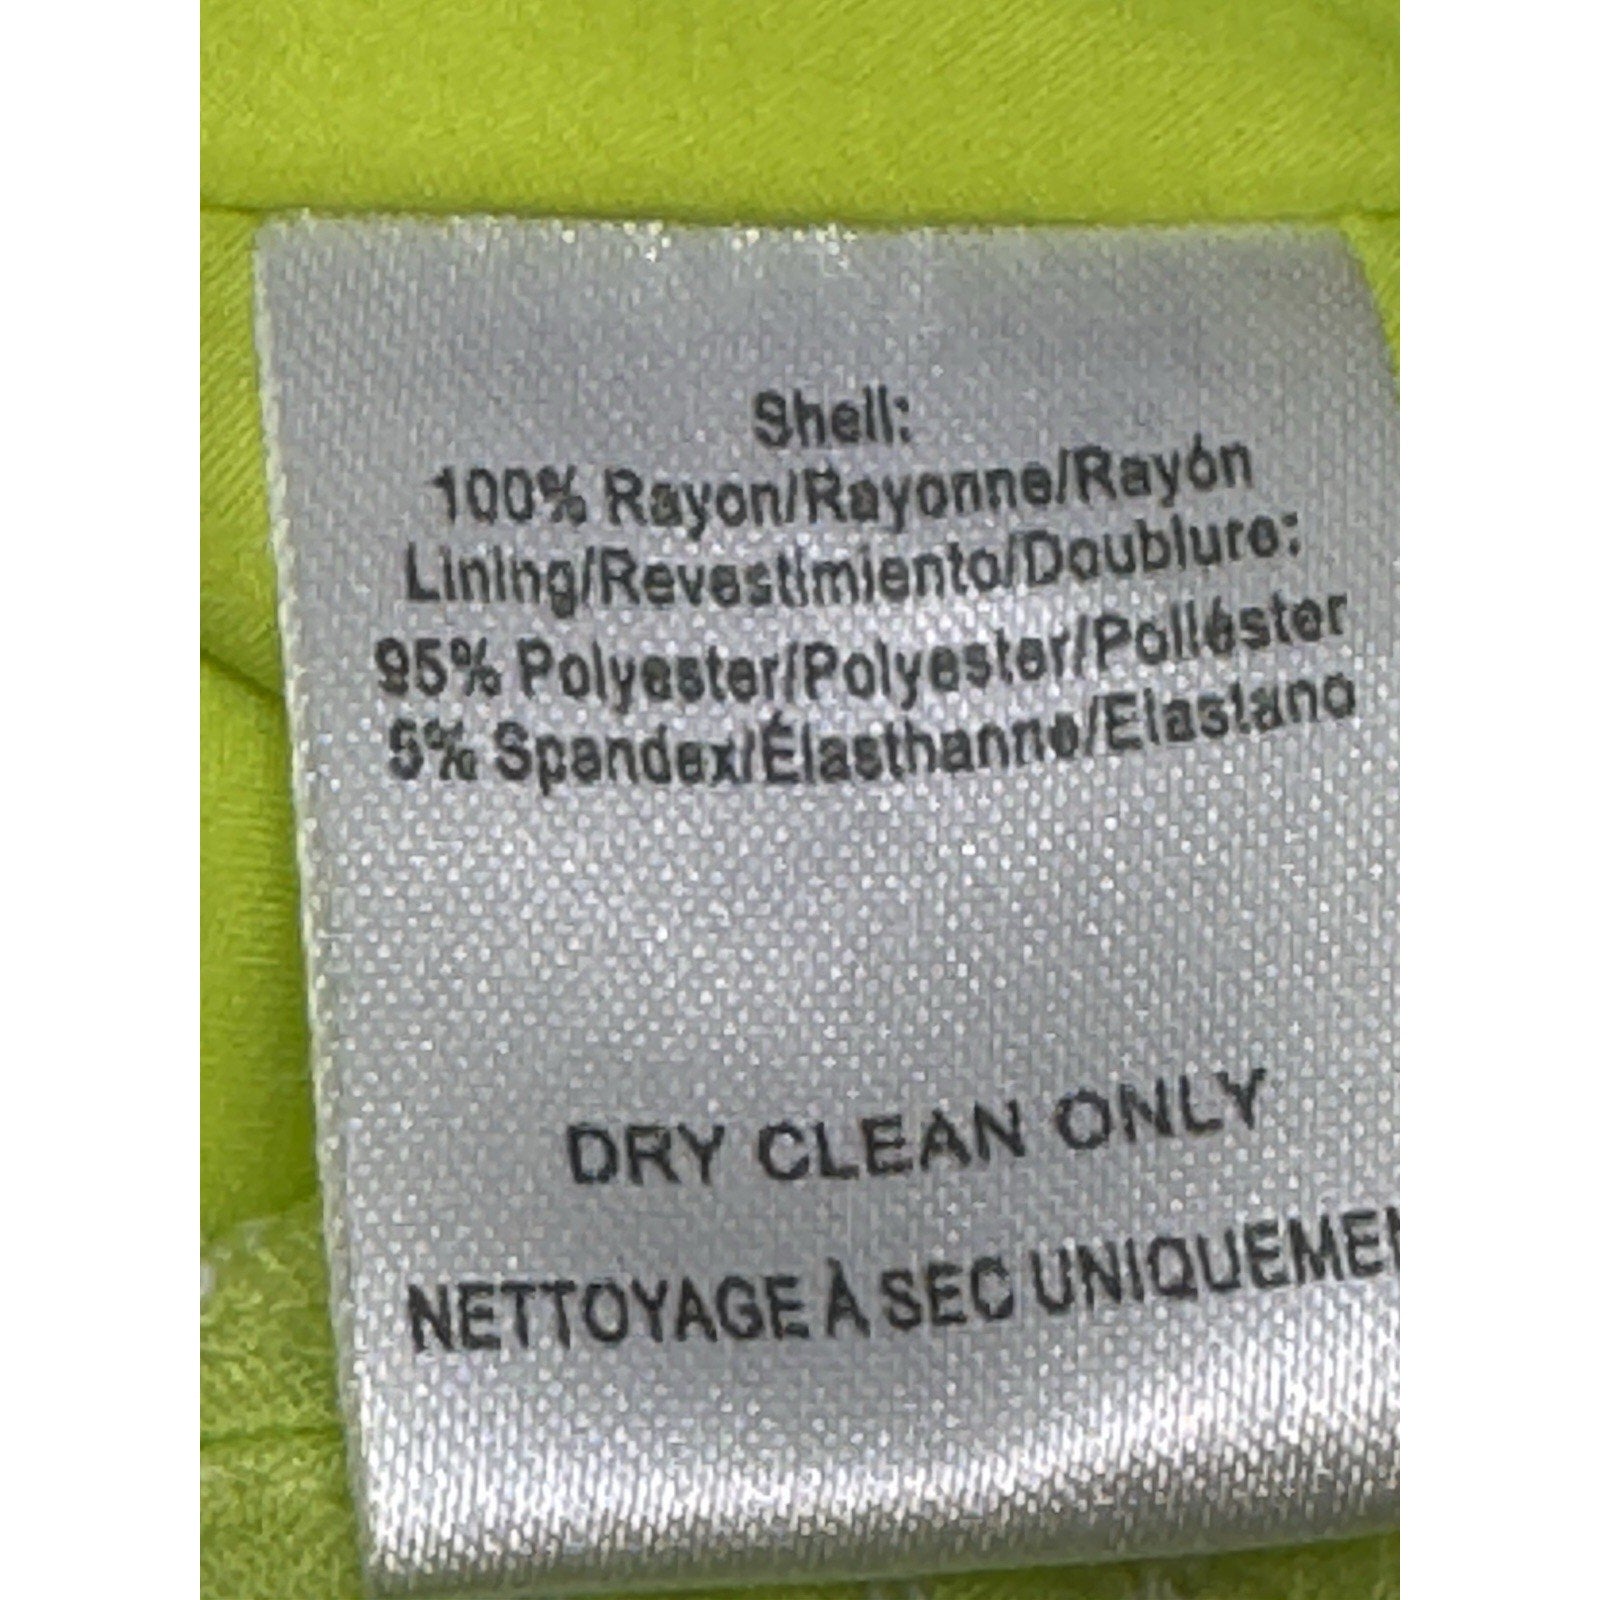 Shell:
100% Rayon/Rayonne/Rayón
Lining/Revestimiento/Doublure:
95% Polyester/Polyester/Poliéster
5% Spandex/Élasthanne/Elastano
DRY CLEAN ONLY
NETTOYAGE À SEC UNIQUEMEN